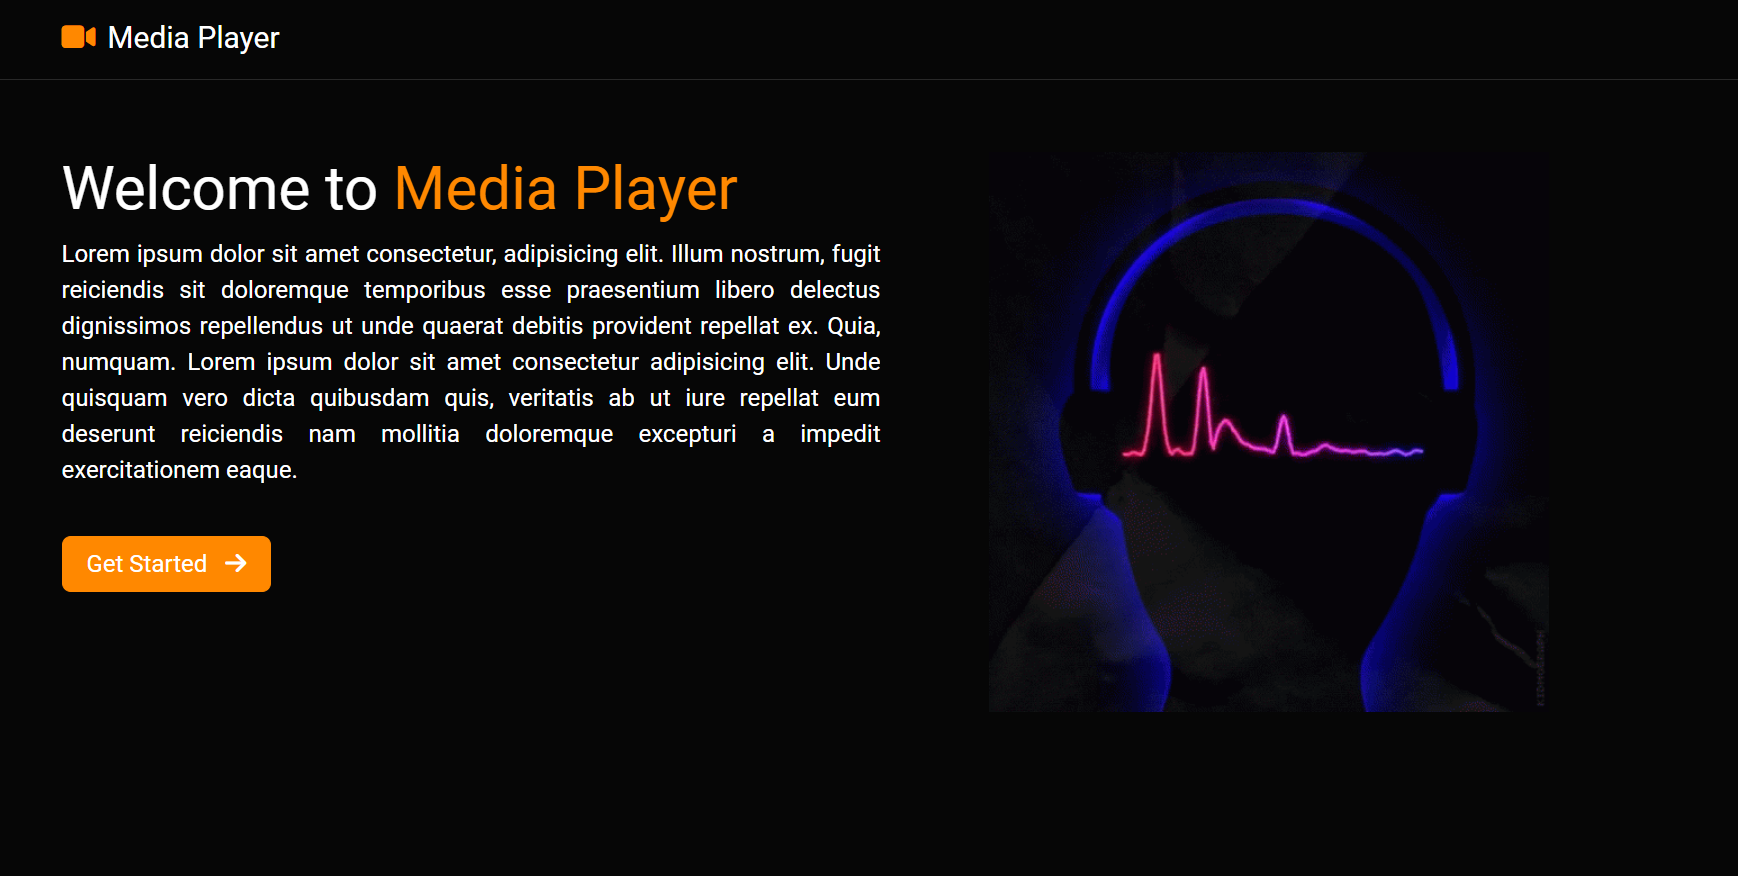 Media Player
Welcome to Media Player
Lorem ipsum dolor sit amet consectetur, adipisicing elit. Illum nostrum, fugit
reiciendis sit doloremque temporibus esse praesentium libero delectus
dignissimos repellendus ut unde quaerat debitis provident repellat ex. Quia,
numquam. Lorem ipsum dolor sit amet consectetur adipisicing elit. Unde
quisquam vero dicta quibusdam quis, veritatis ab ut iure repellat eum
deserunt reiciendis nam mollitia doloremque excepturi a impedit
exercitationem eaque.
Get Started